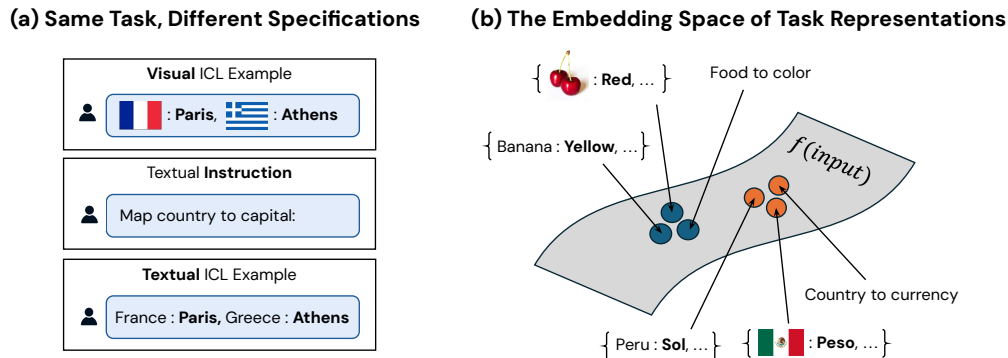 (a) Same Task, Different Specifications
Visual ICL Example
: Paris, : Athens
Textual Instruction
Map country to capital:
Textual ICL Example
France : Paris, Greece : Athens
(b) The Embedding Space of Task Representations
{ : Red, ... }
Food to color
{ Banana : Yellow, ... }
f(input)
Country to currency
{ Peru : Sol, ... }
{ : Peso, ... }